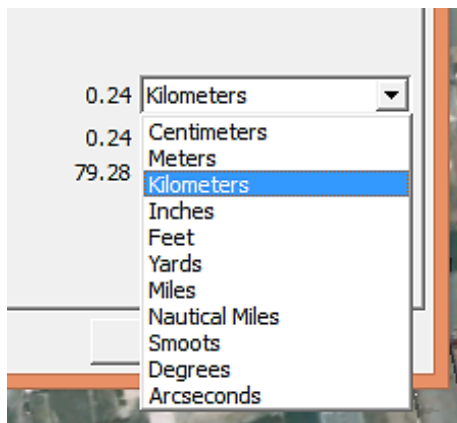 0.24 Kilometers
0.24 Centimeters
Meters
79.28
Kilometers
Inches
Feet
Yards
Miles
Nautical Miles
Smoots
Degrees
Arcseconds